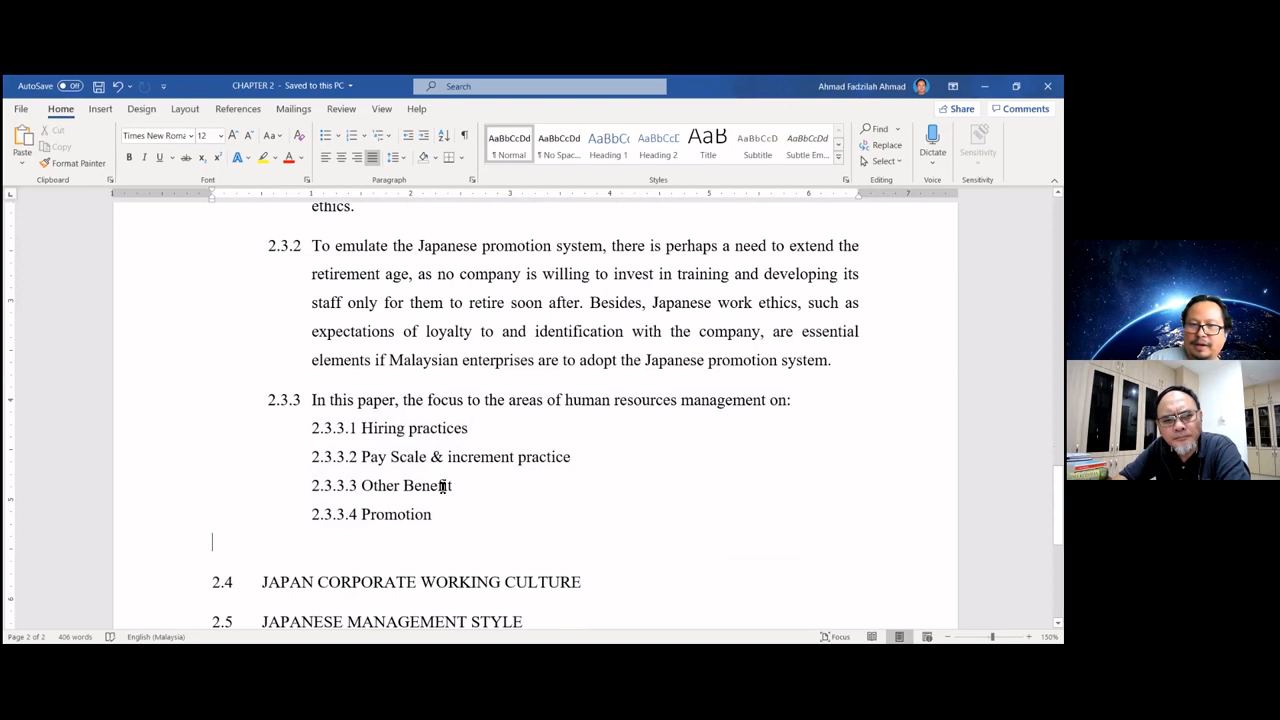 AutoSave Off CHAPTER 2 - Saved to this PC Search Ahmad Fadzilah Ahmad
File Home Insert Design Layout References Mailings Review View Help Share Comments
Paste Cut Copy Format Painter
Clipboard
Times New Roma 12
Font
Paragraph
AaBbCcDd ¶ Normal
AaBbCcDd ¶ No Spac...
AaBbCc Heading 1
AaBbCcC Heading 2
AaB Title
AaBbCcD Subtitle
AaBbCcDd Subtle Em...
Styles
Find Replace Select
Editing
Dictate
Voice
Sensitivity
Sensitivity
1 1 2 3 4 5 6 7
ethics.
2.3.2 To emulate the Japanese promotion system, there is perhaps a need to extend the
retirement age, as no company is willing to invest in training and developing its
staff only for them to retire soon after. Besides, Japanese work ethics, such as
expectations of loyalty to and identification with the company, are essential
elements if Malaysian enterprises are to adopt the Japanese promotion system.
2.3.3 In this paper, the focus to the areas of human resources management on:
2.3.3.1 Hiring practices
2.3.3.2 Pay Scale & increment practice
2.3.3.3 Other Benefit
2.3.3.4 Promotion
2.4 JAPAN CORPORATE WORKING CULTURE
2.5 JAPANESE MANAGEMENT STYLE
Page 2 of 2 406 words English (Malaysia) Focus 150%